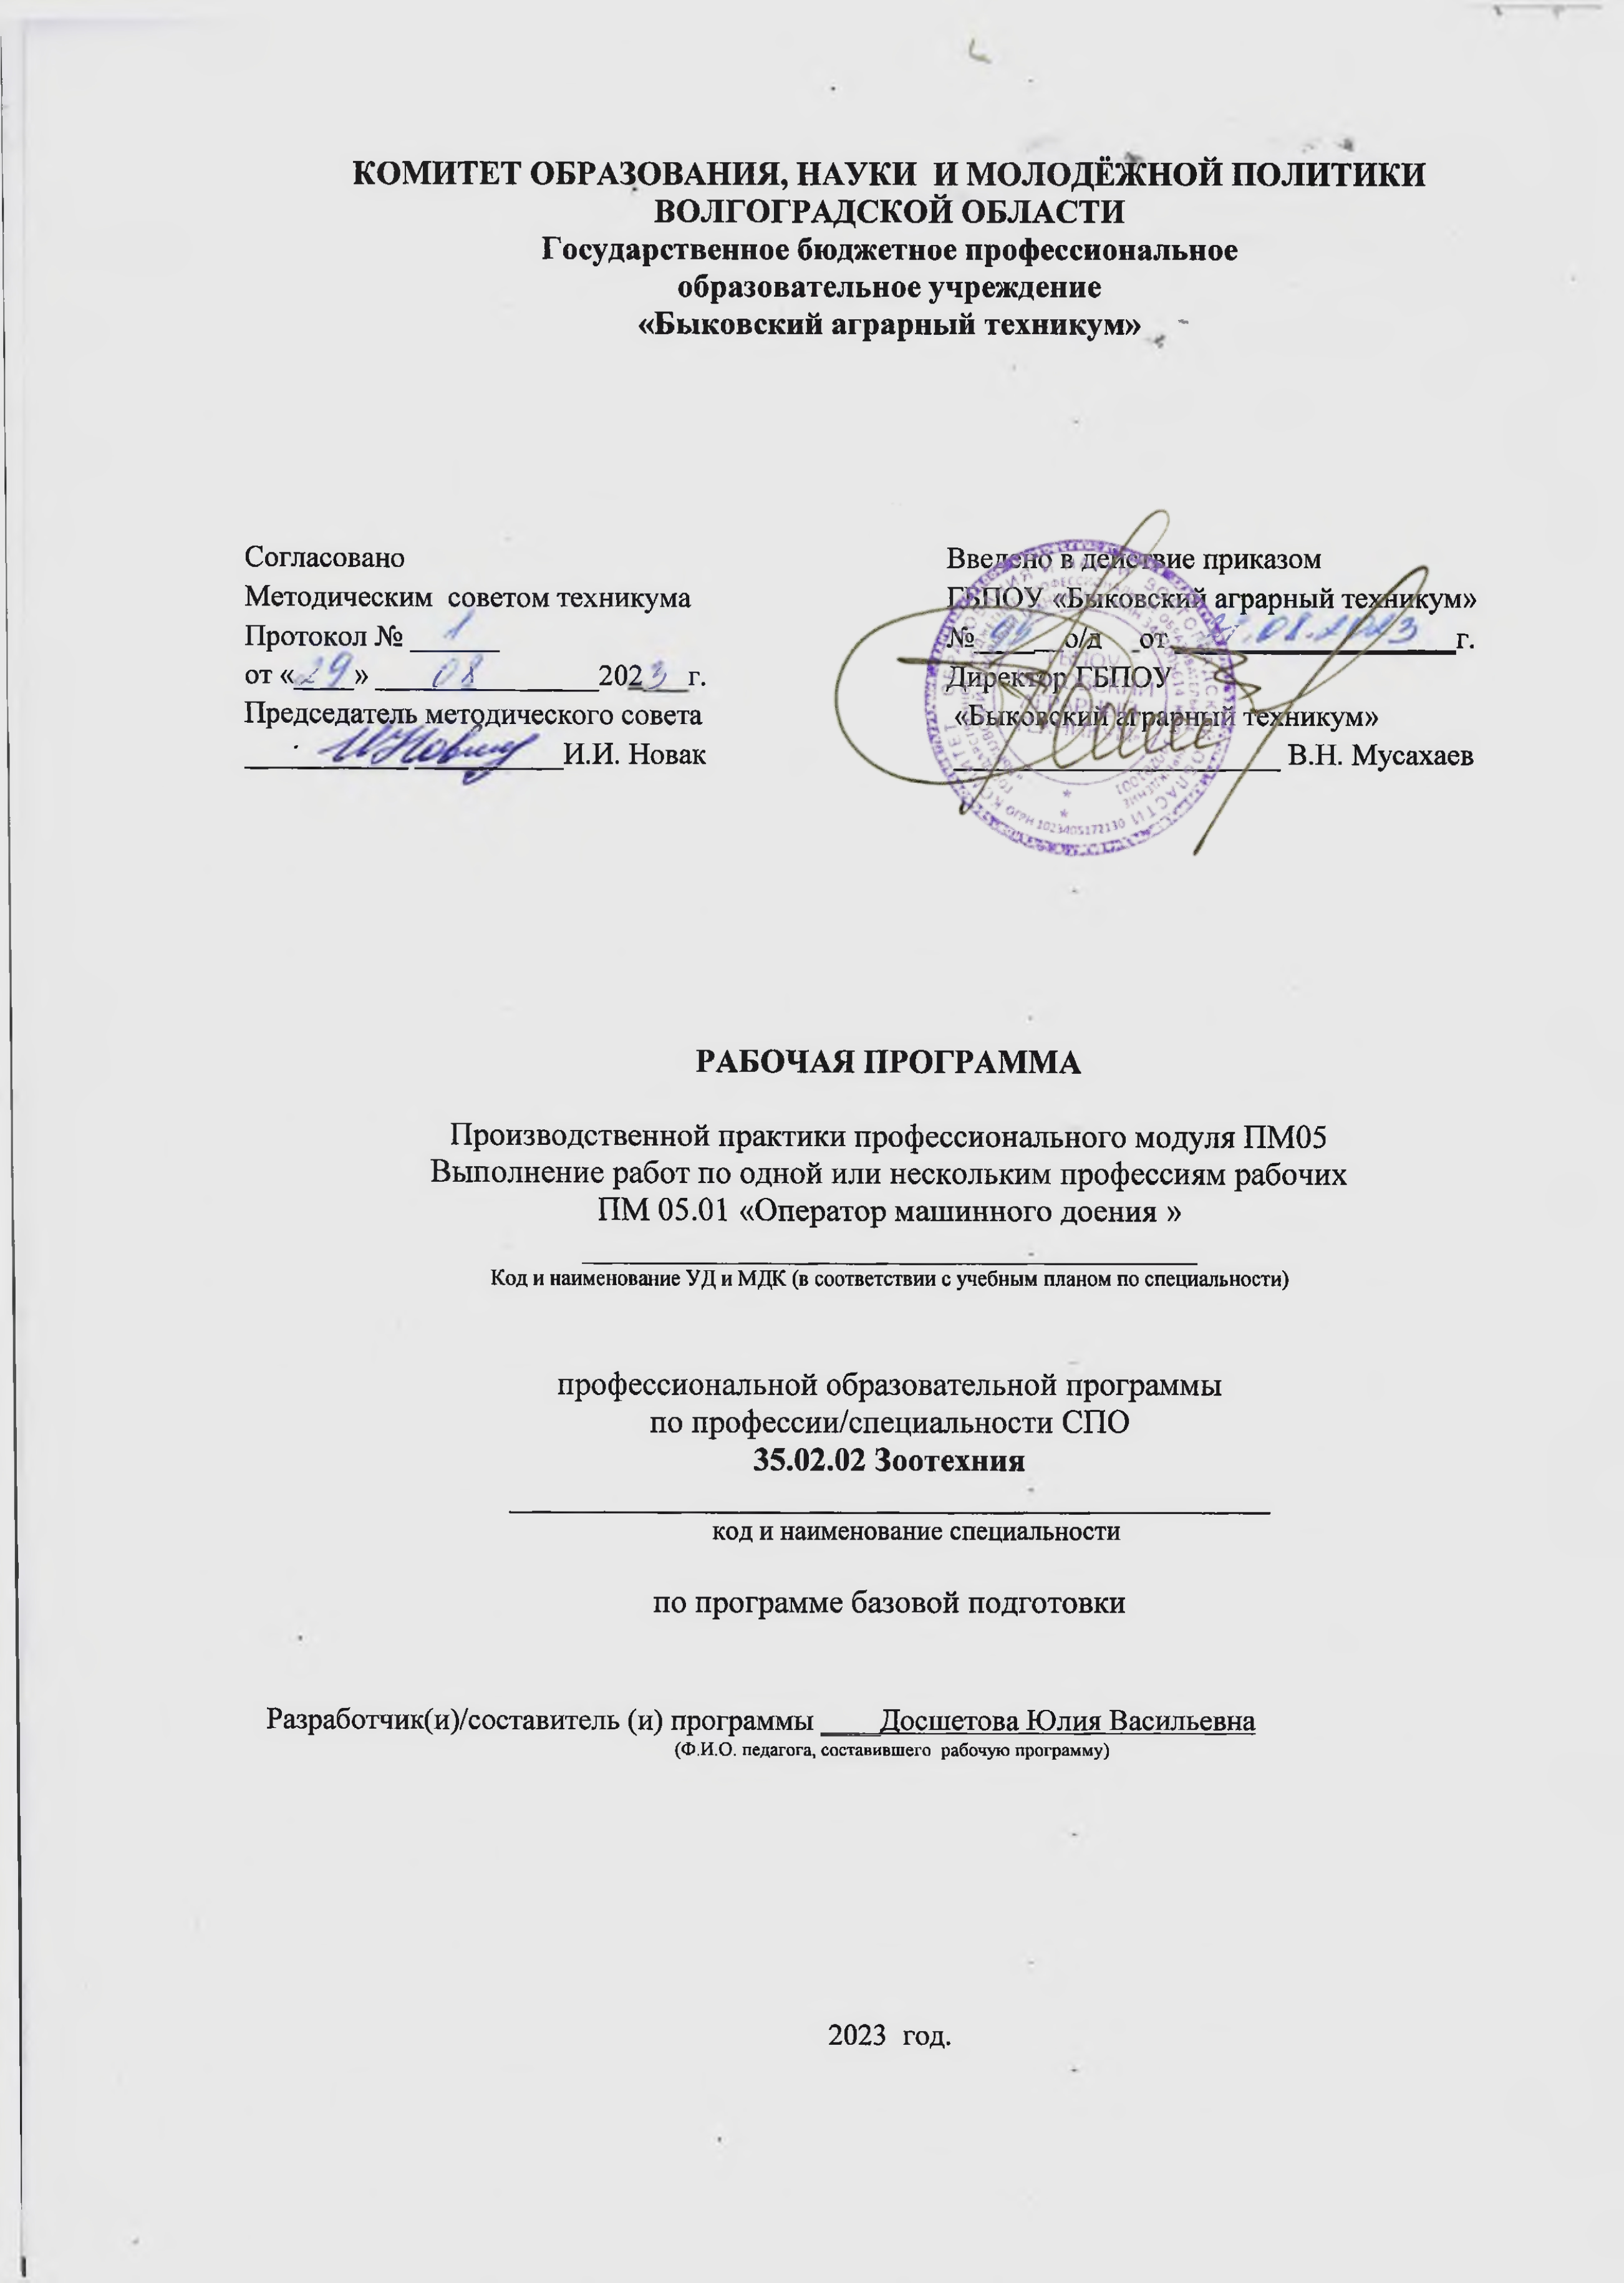 КОМИТЕТ ОБРАЗОВАНИЯ, НАУКИ И МОЛОДЁЖНОЙ ПОЛИТИКИ
ВОЛГОГРАДСКОЙ ОБЛАСТИ
Государственное бюджетное профессиональное
образовательное учреждение
«Быковский аграрный техникум»
Согласовано
Методическим советом техникума
Протокол № 1
от «29» 08 2023 г.
Председатель методического совета
И.И. Новак
Введено в действие приказом
ГБПОУ «Быковский аграрный техникум»
№ о/д от 08.2023 г.
Директор ГБПОУ
«Быковский аграрный техникум»
В.Н. Мусахаев
ОГРН 1023405172130
РАБОЧАЯ ПРОГРАММА
Производственной практики профессионального модуля ПМ05
Выполнение работ по одной или нескольким профессиям рабочих
ПМ 05.01 «Оператор машинного доения »
Код и наименование УД и МДК (в соответствии с учебным планом по специальности)
профессиональной образовательной программы
по профессии/специальности СПО
35.02.02 Зоотехния
код и наименование специальности
по программе базовой подготовки
Разработчик(и)/составитель (и) программы Досшетова Юлия Васильевна
(Ф.И.О. педагога, составившего рабочую программу)
2023 год.